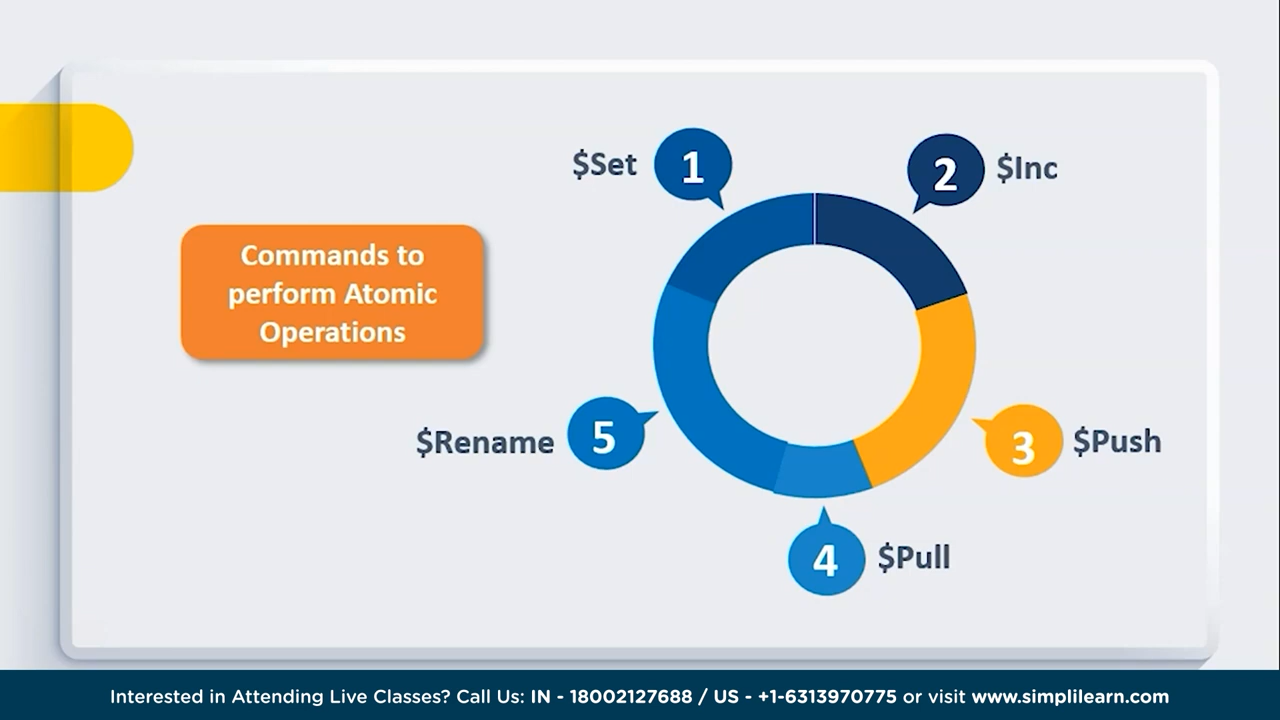 $Set
1
2
$Inc
Commands to
perform Atomic
Operations
$Rename
5
3
$Push
4
$Pull
Interested in Attending Live Classes? Call Us: IN - 18002127688 / US - +1-6313970775 or visit www.simplilearn.com